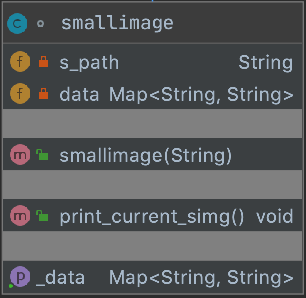 C smallimage
f s_path String
f data Map<String, String>
m smallimage(String)
m print_current_simg() void
P _data Map<String, String>